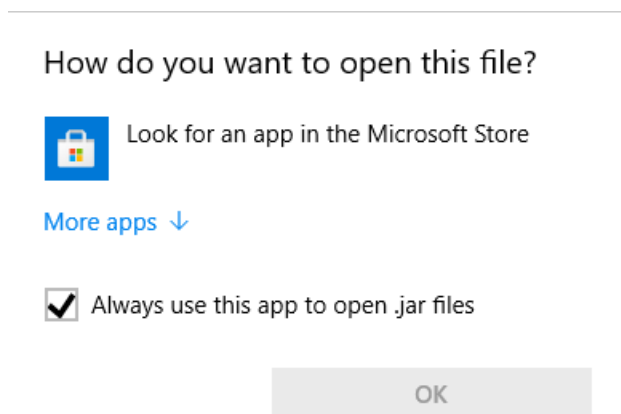 How do you want to open this file?
Look for an app in the Microsoft Store
More apps ↓
Always use this app to open .jar files
OK